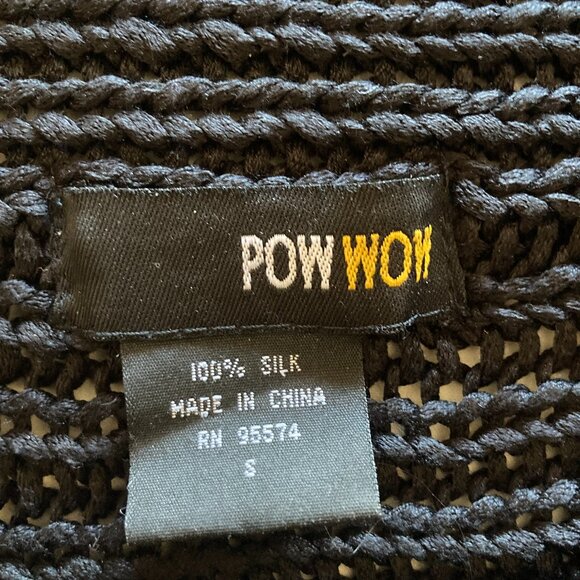 POW WOW
100% SILK
MADE IN CHINA
RN 95574
S